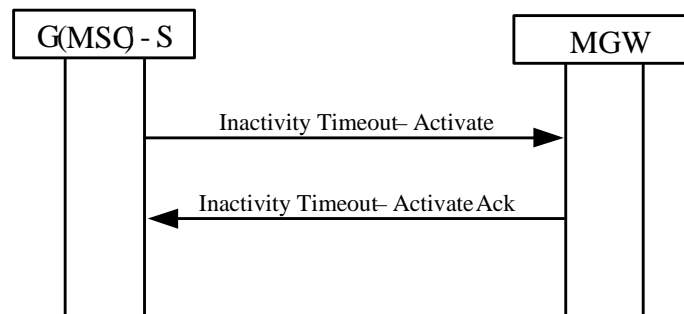 G(MSC) - S
MGW
Inactivity Timeout– Activate
Inactivity Timeout– Activate Ack